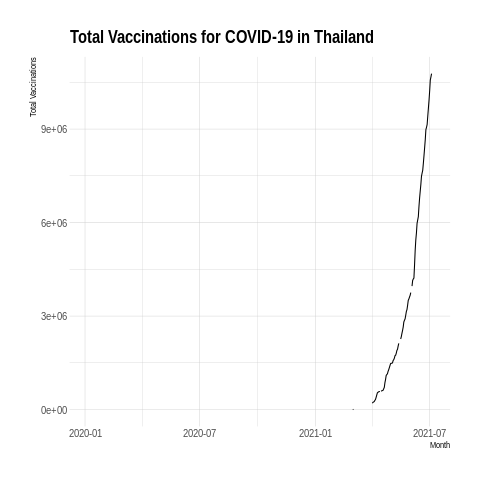 Total Vaccinations for COVID-19 in Thailand
Total Vaccinations
9e+06
6e+06
3e+06
0e+00
2020-01 2020-07 2021-01 2021-07
Month